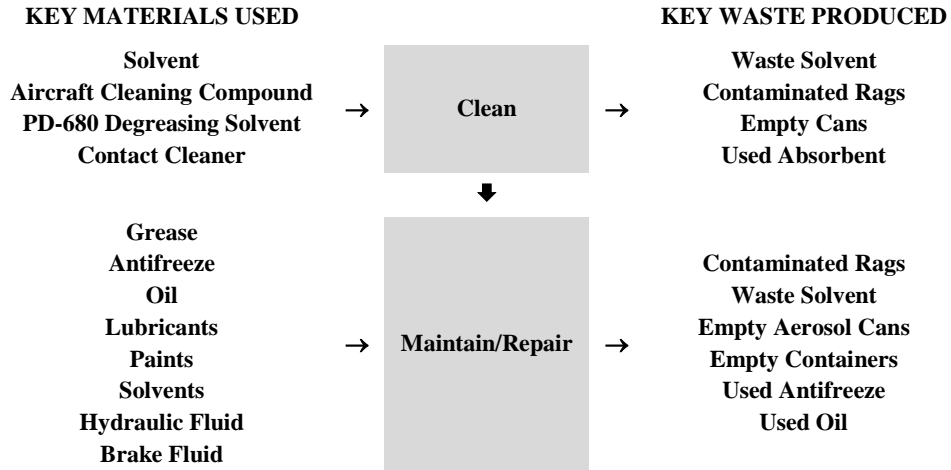 KEY MATERIALS USED
KEY WASTE PRODUCED
Solvent
Aircraft Cleaning Compound
PD-680 Degreasing Solvent
Contact Cleaner
→
Clean
→
Waste Solvent
Contaminated Rags
Empty Cans
Used Absorbent
Grease
Antifreeze
Oil
Lubricants
Paints
Solvents
Hydraulic Fluid
Brake Fluid
→
Maintain/Repair
→
Contaminated Rags
Waste Solvent
Empty Aerosol Cans
Empty Containers
Used Antifreeze
Used Oil